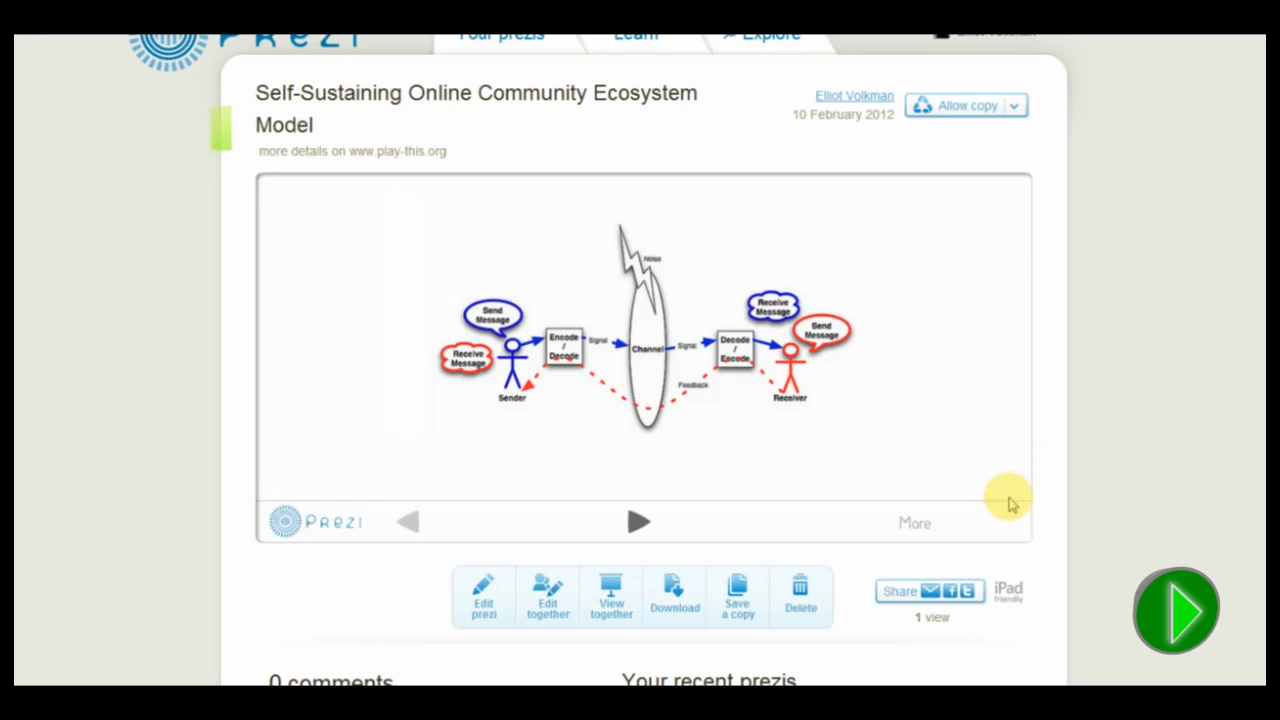 PREZI
Your prezis
Learn
Explore
Elliot Volkman
Self-Sustaining Online Community Ecosystem
Model
Elliot Volkman
10 February 2012
Allow copy
more details on www.play-this.org
Noise
Send
Message
Receive
Message
Sender
Encode
/
Decode
Signal
Channel
Signal
Feedback
Decode
/
Encode
Receive
Message
Send
Message
Receiver
PREZI
More
Edit
prezi
Edit
together
View
together
Download
Save
a copy
Delete
Share
iPad
friendly
1 view
0 comments
Your recent prezis